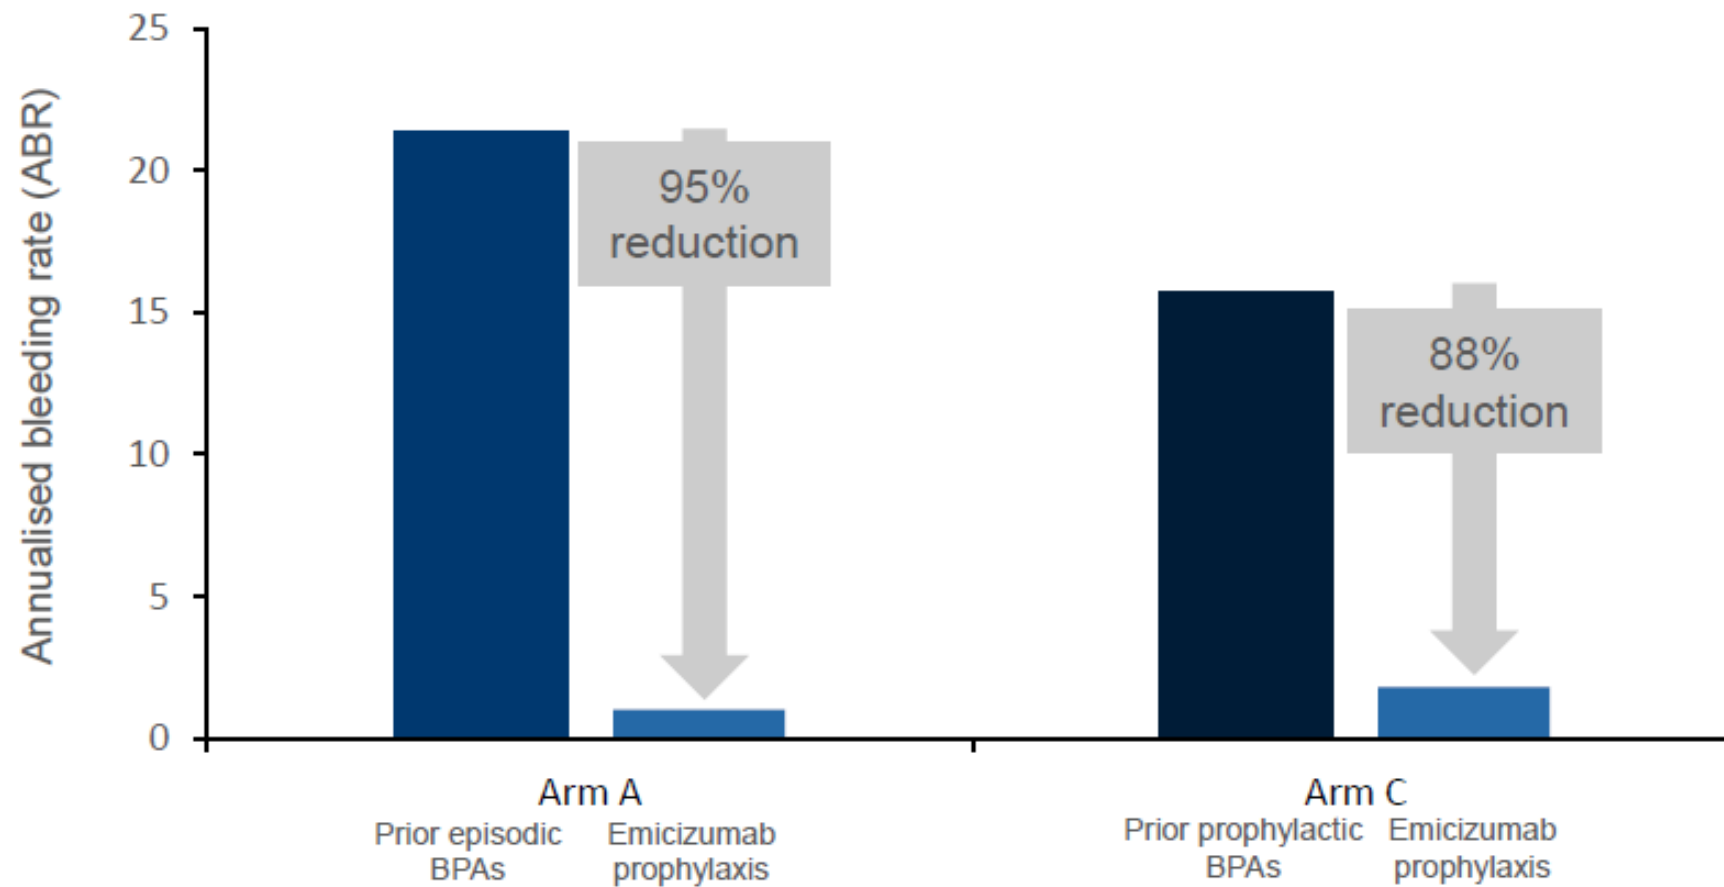 Annualised bleeding rate (ABR)
25
20
15
10
5
0
95%
reduction
88%
reduction
Arm A
Prior episodic
BPAs
Emicizumab
prophylaxis
Arm C
Prior prophylactic
BPAs
Emicizumab
prophylaxis